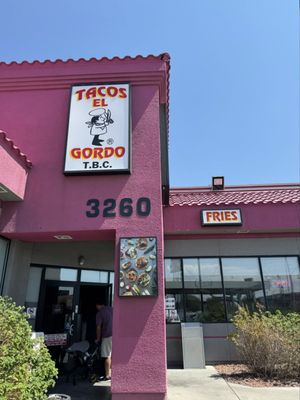 TACOS
EL
GORDO
T.B.C.
3260
FRIES